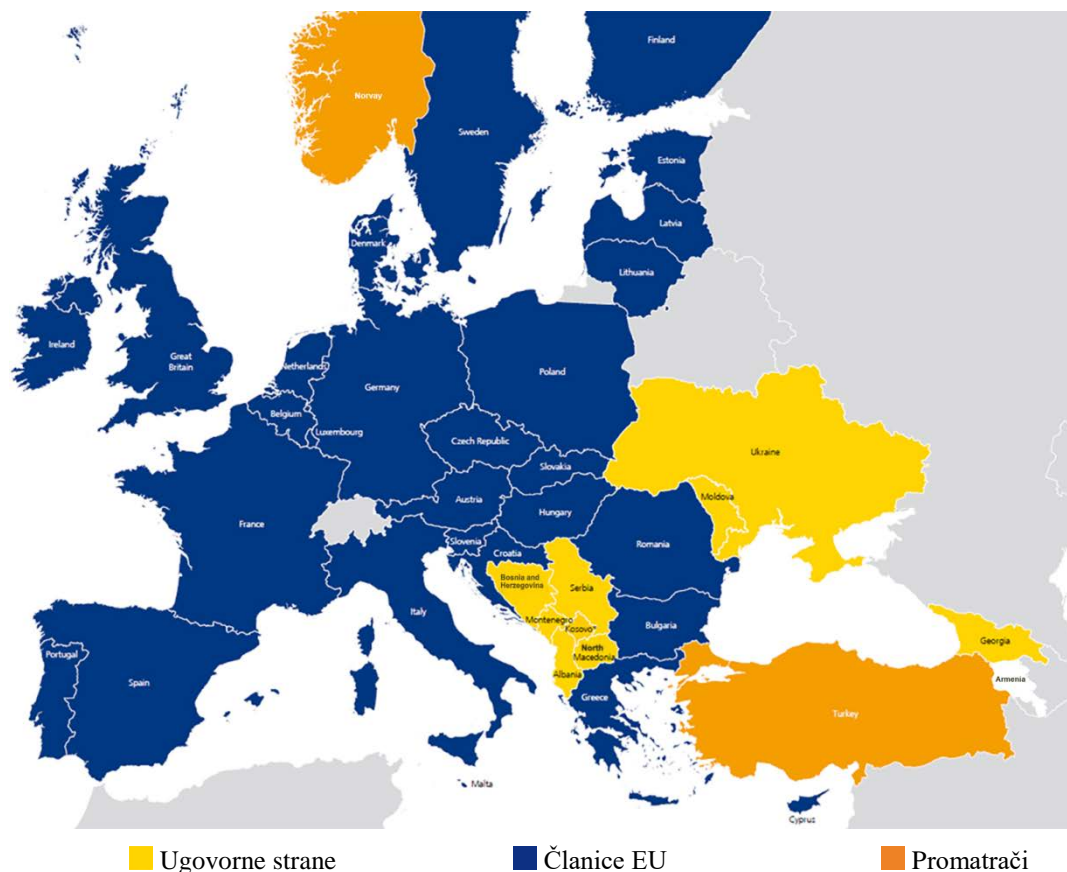 Finland
Norvay
Sweden
Estonia
Latvia
Denmark
Lithuania
Ireland
Great
Britain
Netherlands
Poland
Germany
Belgium
Luxembourg
Czech Republic
Ukraine
Slovakia
Moldova
Austria
Hungary
France
Romania
Slovenia
Croatia
Bosnia and
Herzegovina
Serbia
Italy
Montenegro
Kosovo*
Bulgaria
Georgia
North
Macedonia
Portugal
Albania
Armenia
Spain
Greece
Turkey
Malta
Cyprus
Ugovorne strane
Članice EU
Promatrači